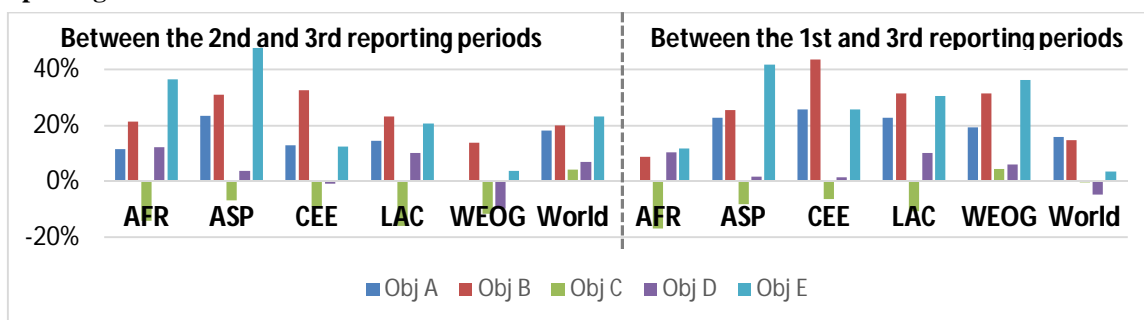 Between the 2nd and 3rd reporting periods
Between the 1st and 3rd reporting periods
40%
20%
0%
-20%
AFR ASP CEE LAC WEOG World AFR ASP CEE LAC WEOG World
Obj A Obj B Obj C Obj D Obj E